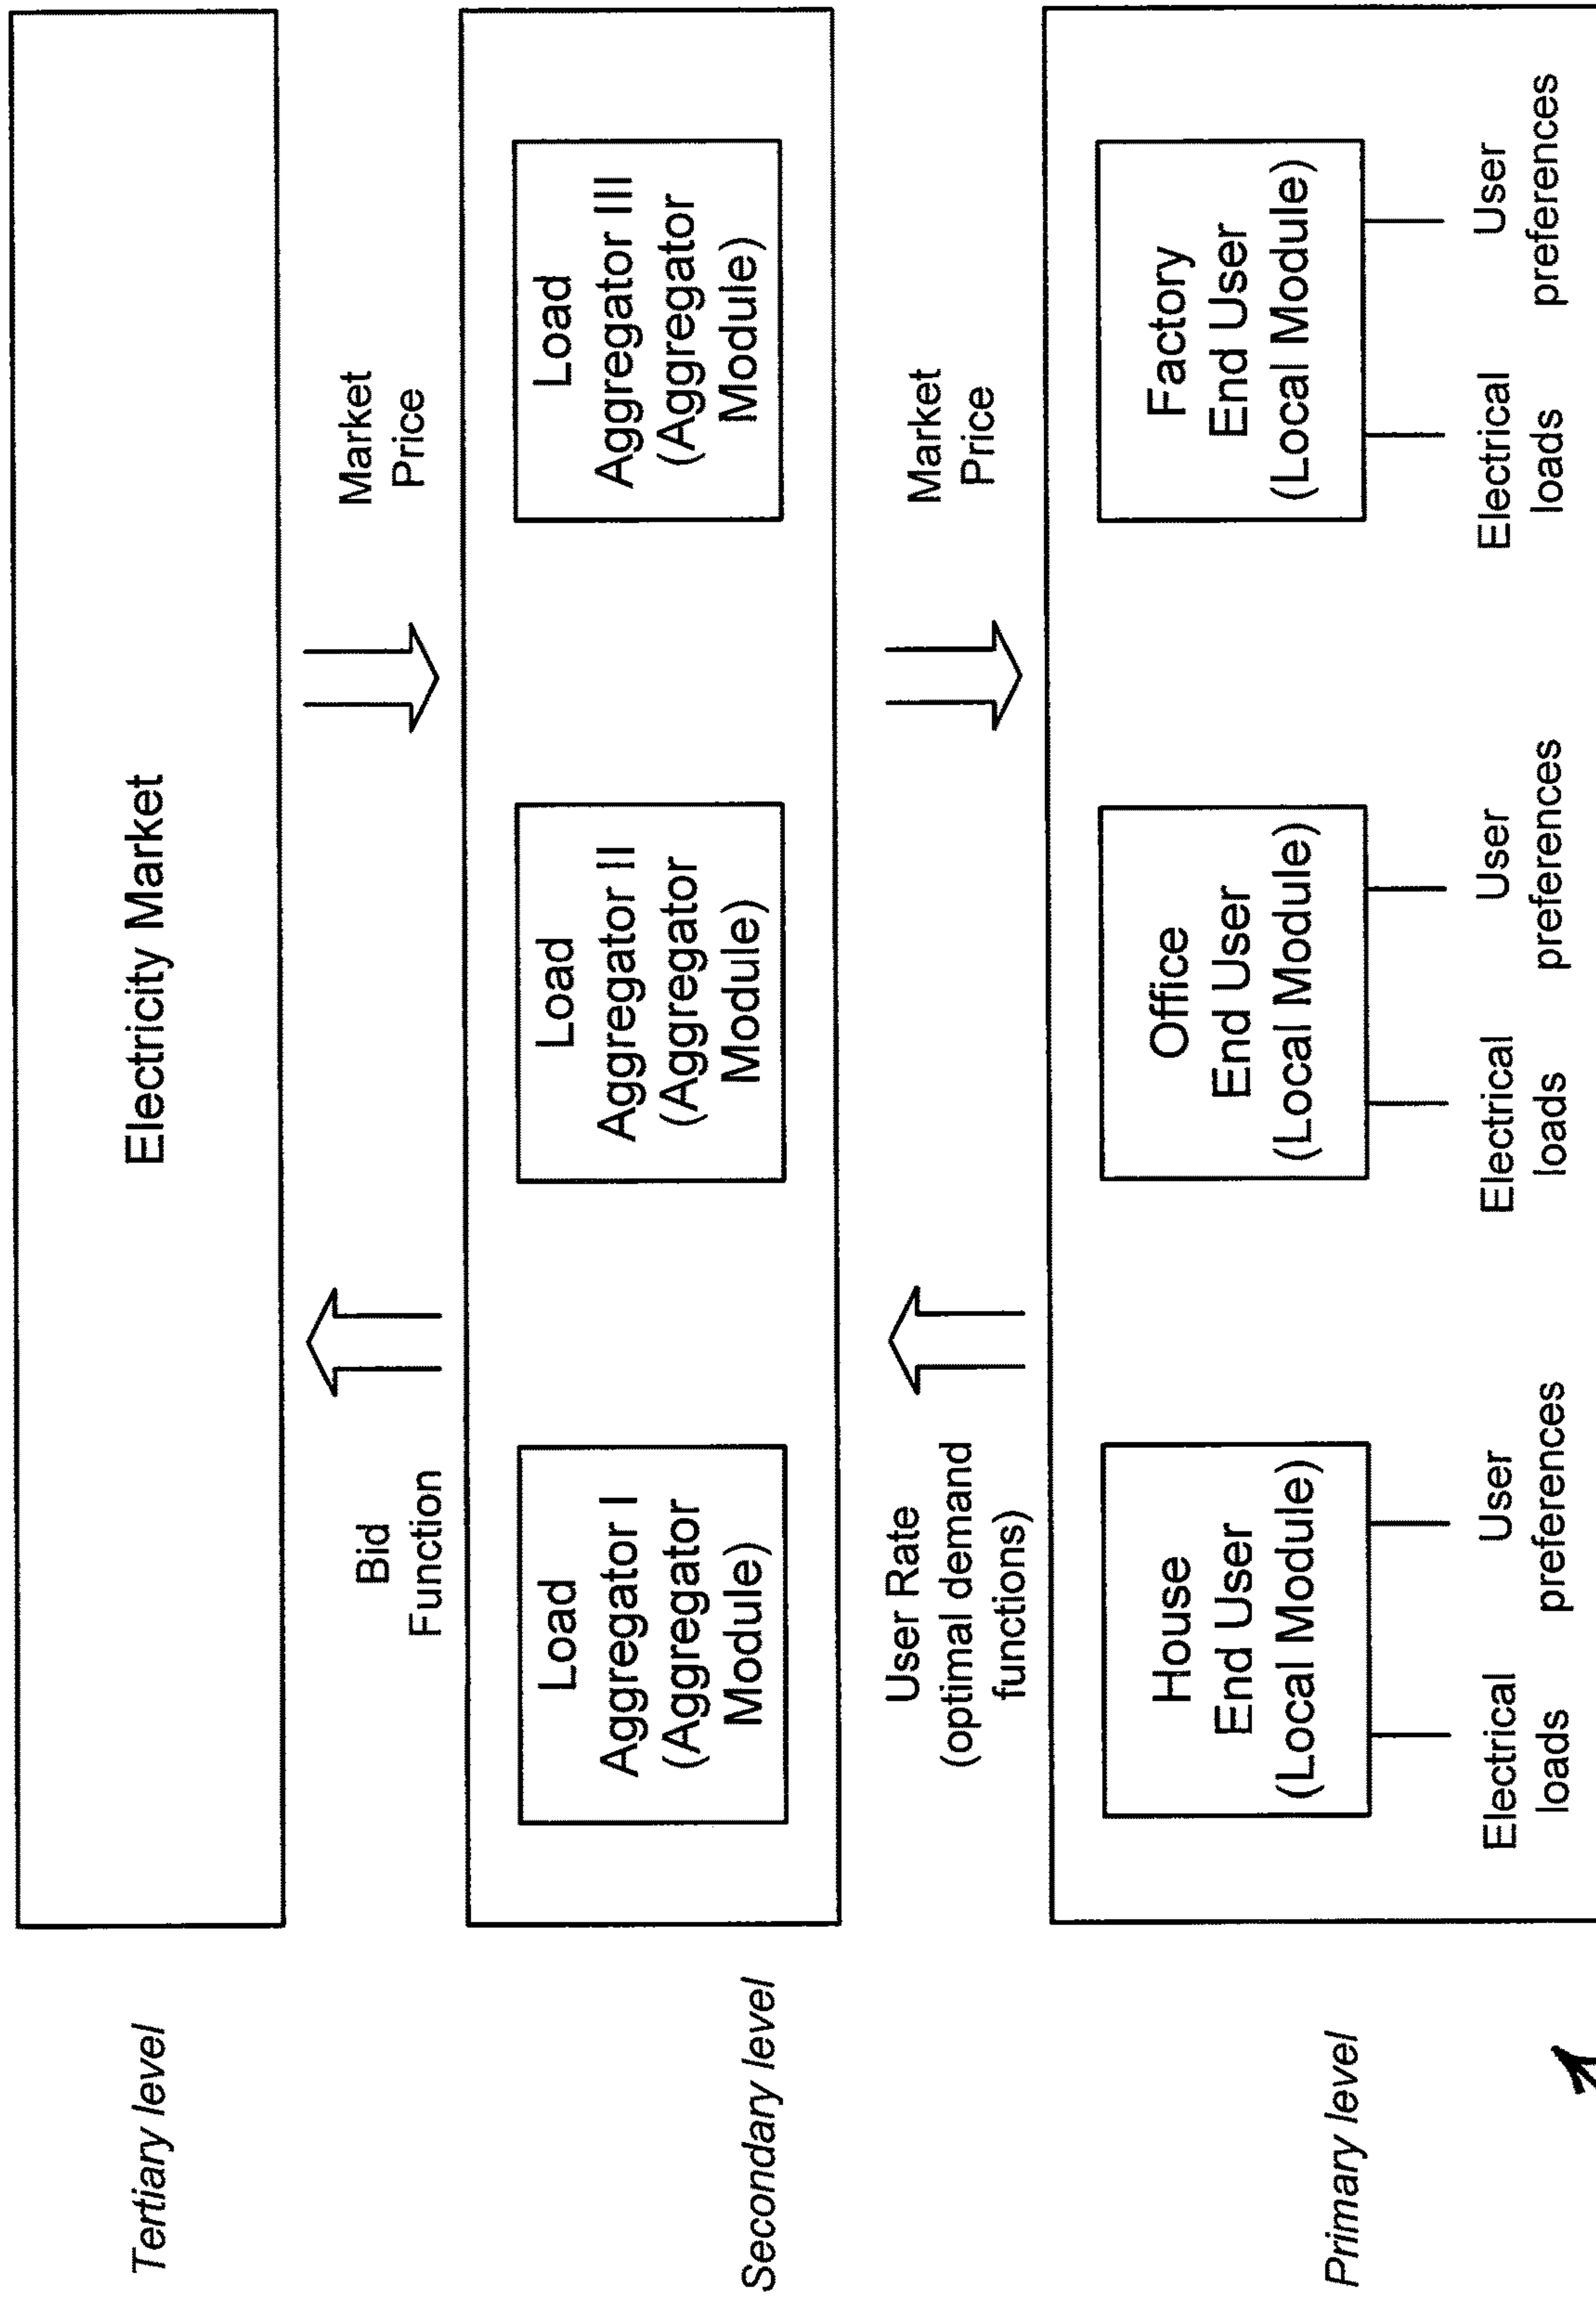 Tertiary level
Electricity Market
Bid
Function
Market
Price
Secondary level
Load
Aggregator I
(Aggregator
Module)
Load
Aggregator II
(Aggregator
Module)
Load
Aggregator III
(Aggregator
Module)
User Rate
(optimal demand
functions)
Market
Price
Primary level
House
End User
(Local Module)
Office
End User
(Local Module)
Factory
End User
(Local Module)
Electrical
loads
User
preferences
Electrical
loads
User
preferences
Electrical
loads
User
preferences